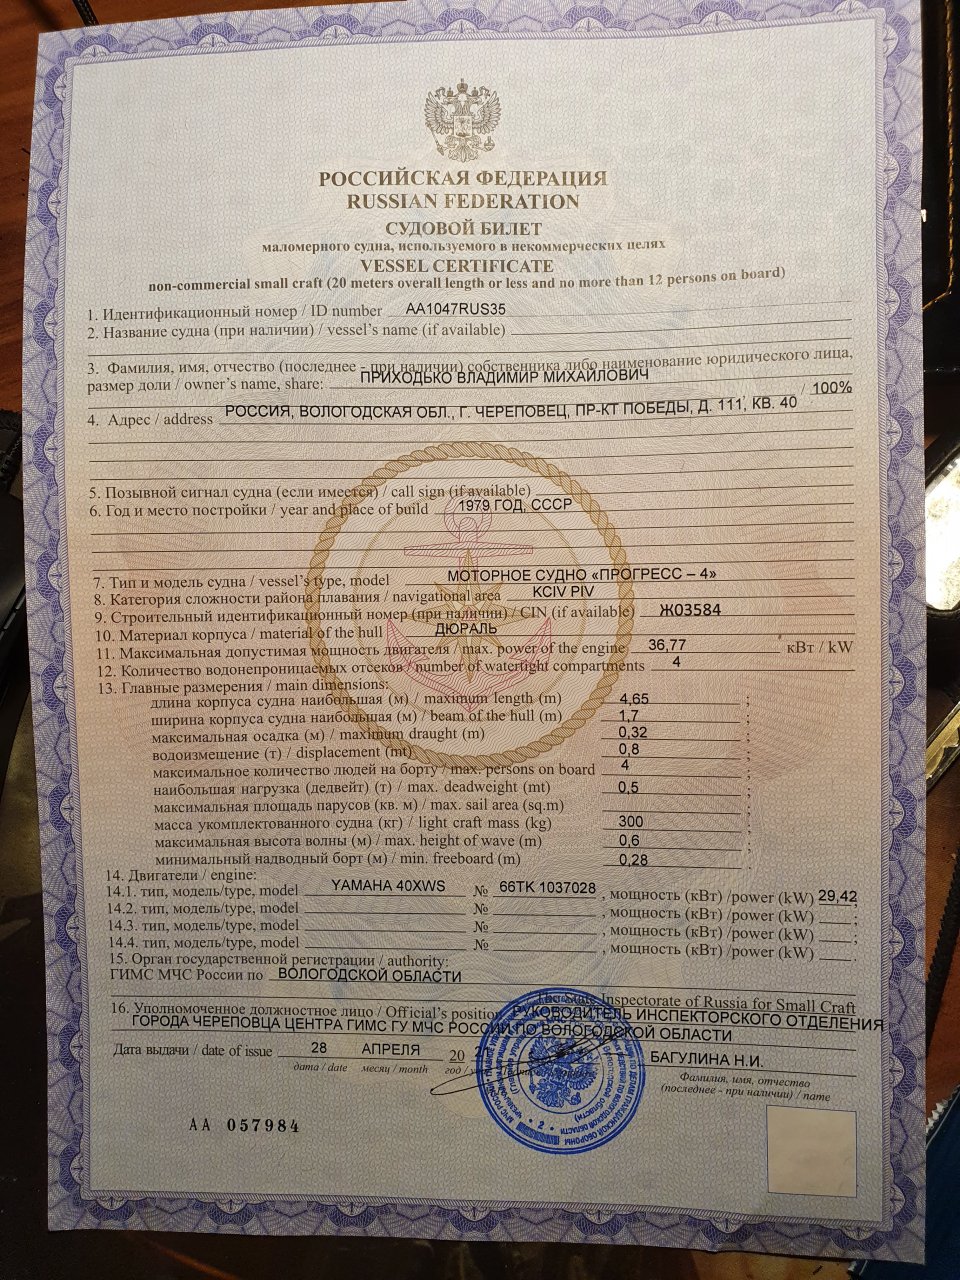 РОССИЙСКАЯ ФЕДЕРАЦИЯ
RUSSIAN FEDERATION
СУДОВОЙ БИЛЕТ
маломерного судна, используемого в некоммерческих целях
VESSEL CERTIFICATE
non-commercial small craft (20 meters overall length or less and no more than 12 persons on board)
1. Идентификационный номер / ID number AA1047RUS35
2. Название судна (при наличии) / vessel's name (if available)
3. Фамилия, имя, отчество (последнее - при наличии) собственника либо наименование юридического лица,
размер доли / owner's name, share: ПРИХОДЬКО ВЛАДИМИР МИХАЙЛОВИЧ / 100%
4. Адрес / address РОССИЯ, ВОЛОГОДСКАЯ ОБЛ., Г. ЧЕРЕПОВЕЦ, ПР-КТ ПОБЕДЫ, Д. 111, КВ. 40
5. Позывной сигнал судна (если имеется) / call sign (if available)
6. Год и место постройки / year and place of build 1979 ГОД, СССР
7. Тип и модель судна / vessel's type, model МОТОРНОЕ СУДНО «ПРОГРЕСС – 4»
8. Категория сложности района плавания / navigational area KCIV PIV
9. Строительный идентификационный номер (при наличии) / CIN (if available) Ж03584
10. Материал корпуса / material of the hull ДЮРАЛЬ
11. Максимальная допустимая мощность двигателя / max. power of the engine 36,77 кВт / kW
12. Количество водонепроницаемых отсеков / number of watertight compartments 4
13. Главные размерения / main dimensions:
длина корпуса судна наибольшая (м) / maximum length (m) 4,65 ;
ширина корпуса судна наибольшая (м) / beam of the hull (m) 1,7 ;
максимальная осадка (м) / maximum draught (m) 0,32 ;
водоизмещение (т) / displacement (mt) 0,8 ;
максимальное количество людей на борту / max. persons on board 4 ;
наибольшая нагрузка (дедвейт) (т) / max. deadweight (mt) 0,5 ;
максимальная площадь парусов (кв. м) / max. sail area (sq.m) ;
масса укомплектованного судна (кг) / light craft mass (kg) 300 ;
максимальная высота волны (м) / max. height of wave (m) 0,6 ;
минимальный надводный борт (м) / min. freeboard (m) 0,28 ;
14. Двигатели / engine:
14.1. тип, модель/type, model YAMAHA 40XWS № 66TK 1037028 , мощность (кВт) /power (kW) 29,42;
14.2. тип, модель/type, model № , мощность (кВт) /power (kW) ;
14.3. тип, модель/type, model № , мощность (кВт) /power (kW) ;
14.4. тип, модель/type, model № , мощность (кВт) /power (kW) .
15. Орган государственной регистрации / authority:
ГИМС МЧС России по ВОЛОГОДСКОЙ ОБЛАСТИ
The State Inspectorate of Russia for Small Craft
16. Уполномоченное должностное лицо / Official's position РУКОВОДИТЕЛЬ ИНСПЕКТОРСКОГО ОТДЕЛЕНИЯ
ГОРОДА ЧЕРЕПОВЦА ЦЕНТРА ГИМС ГУ МЧС РОССИИ ПО ВОЛОГОДСКОЙ ОБЛАСТИ
Дата выдачи / date of issue 28 АПРЕЛЯ 20 21 БАГУЛИНА Н.И.
дата / date месяц / month год / Фамилия, имя, отчество
(последнее - при наличии) / name
АА 057984